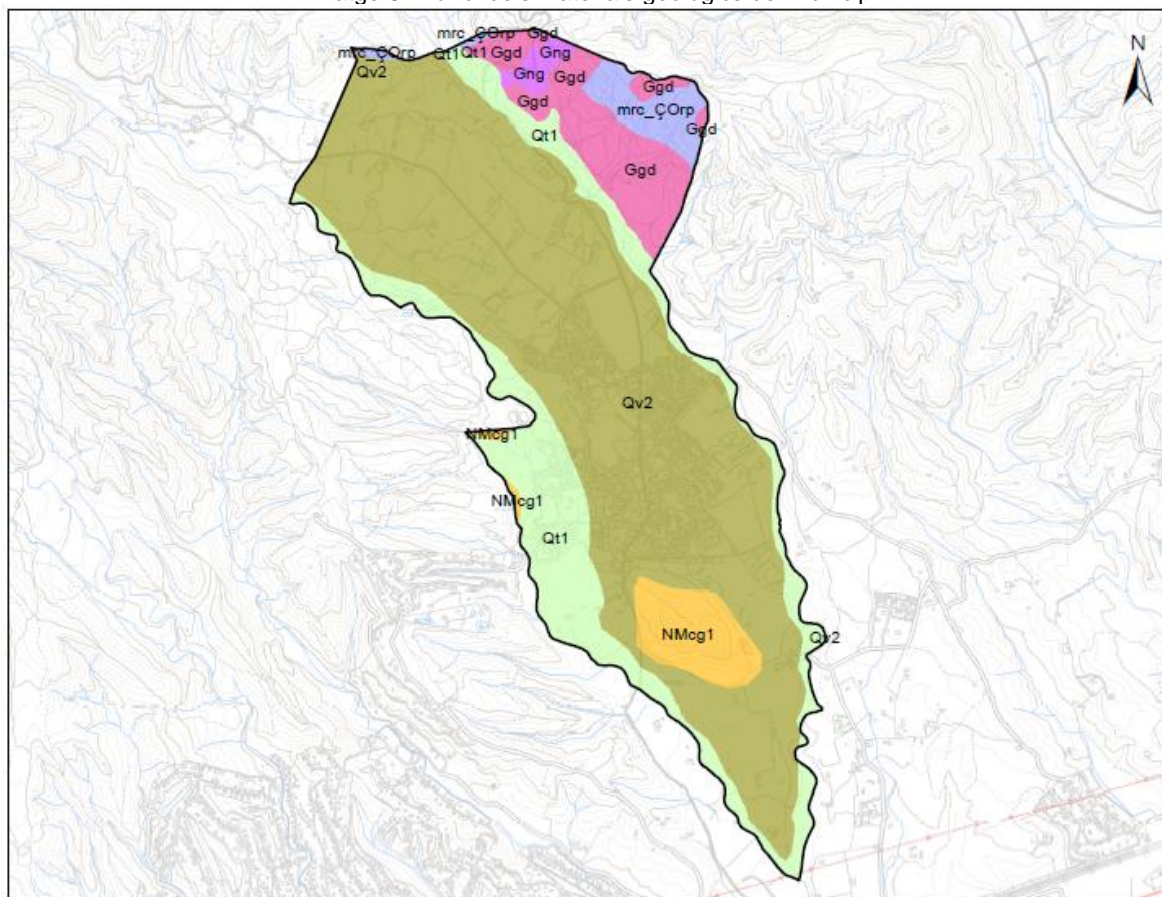 mrc_ÇOrp Ggd
N
mrc_ÇOrp Qt1 Qt1 Ggd Gng
Qv2 Gng Ggd
Ggd
Ggd
mrc_ÇOrp
Qt1 Ggd
Ggd
Qv2
NMcg1
NMcg1
Qt1
NMcg1
Qv2